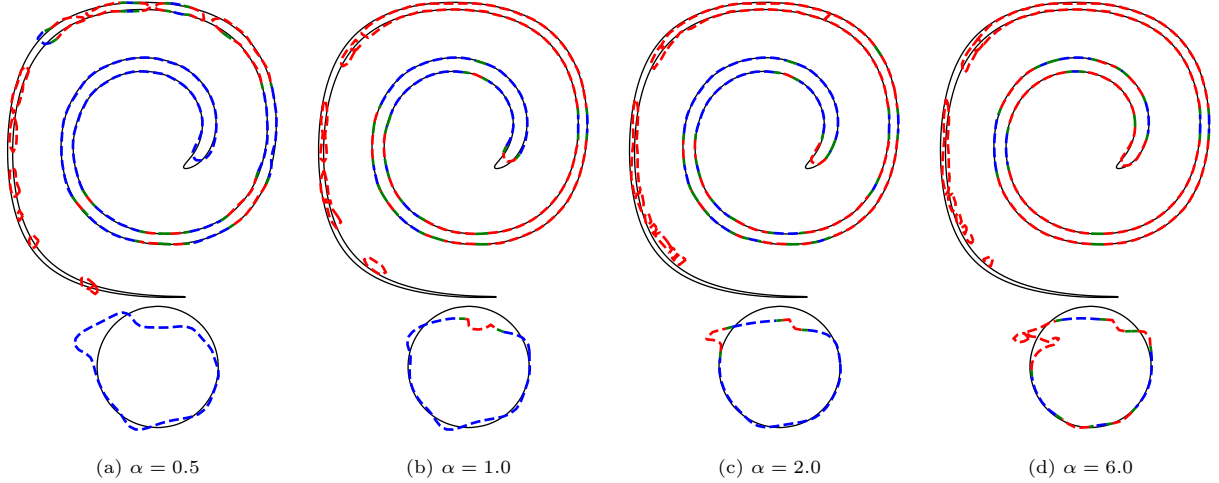 (a) α = 0.5
(b) α = 1.0
(c) α = 2.0
(d) α = 6.0